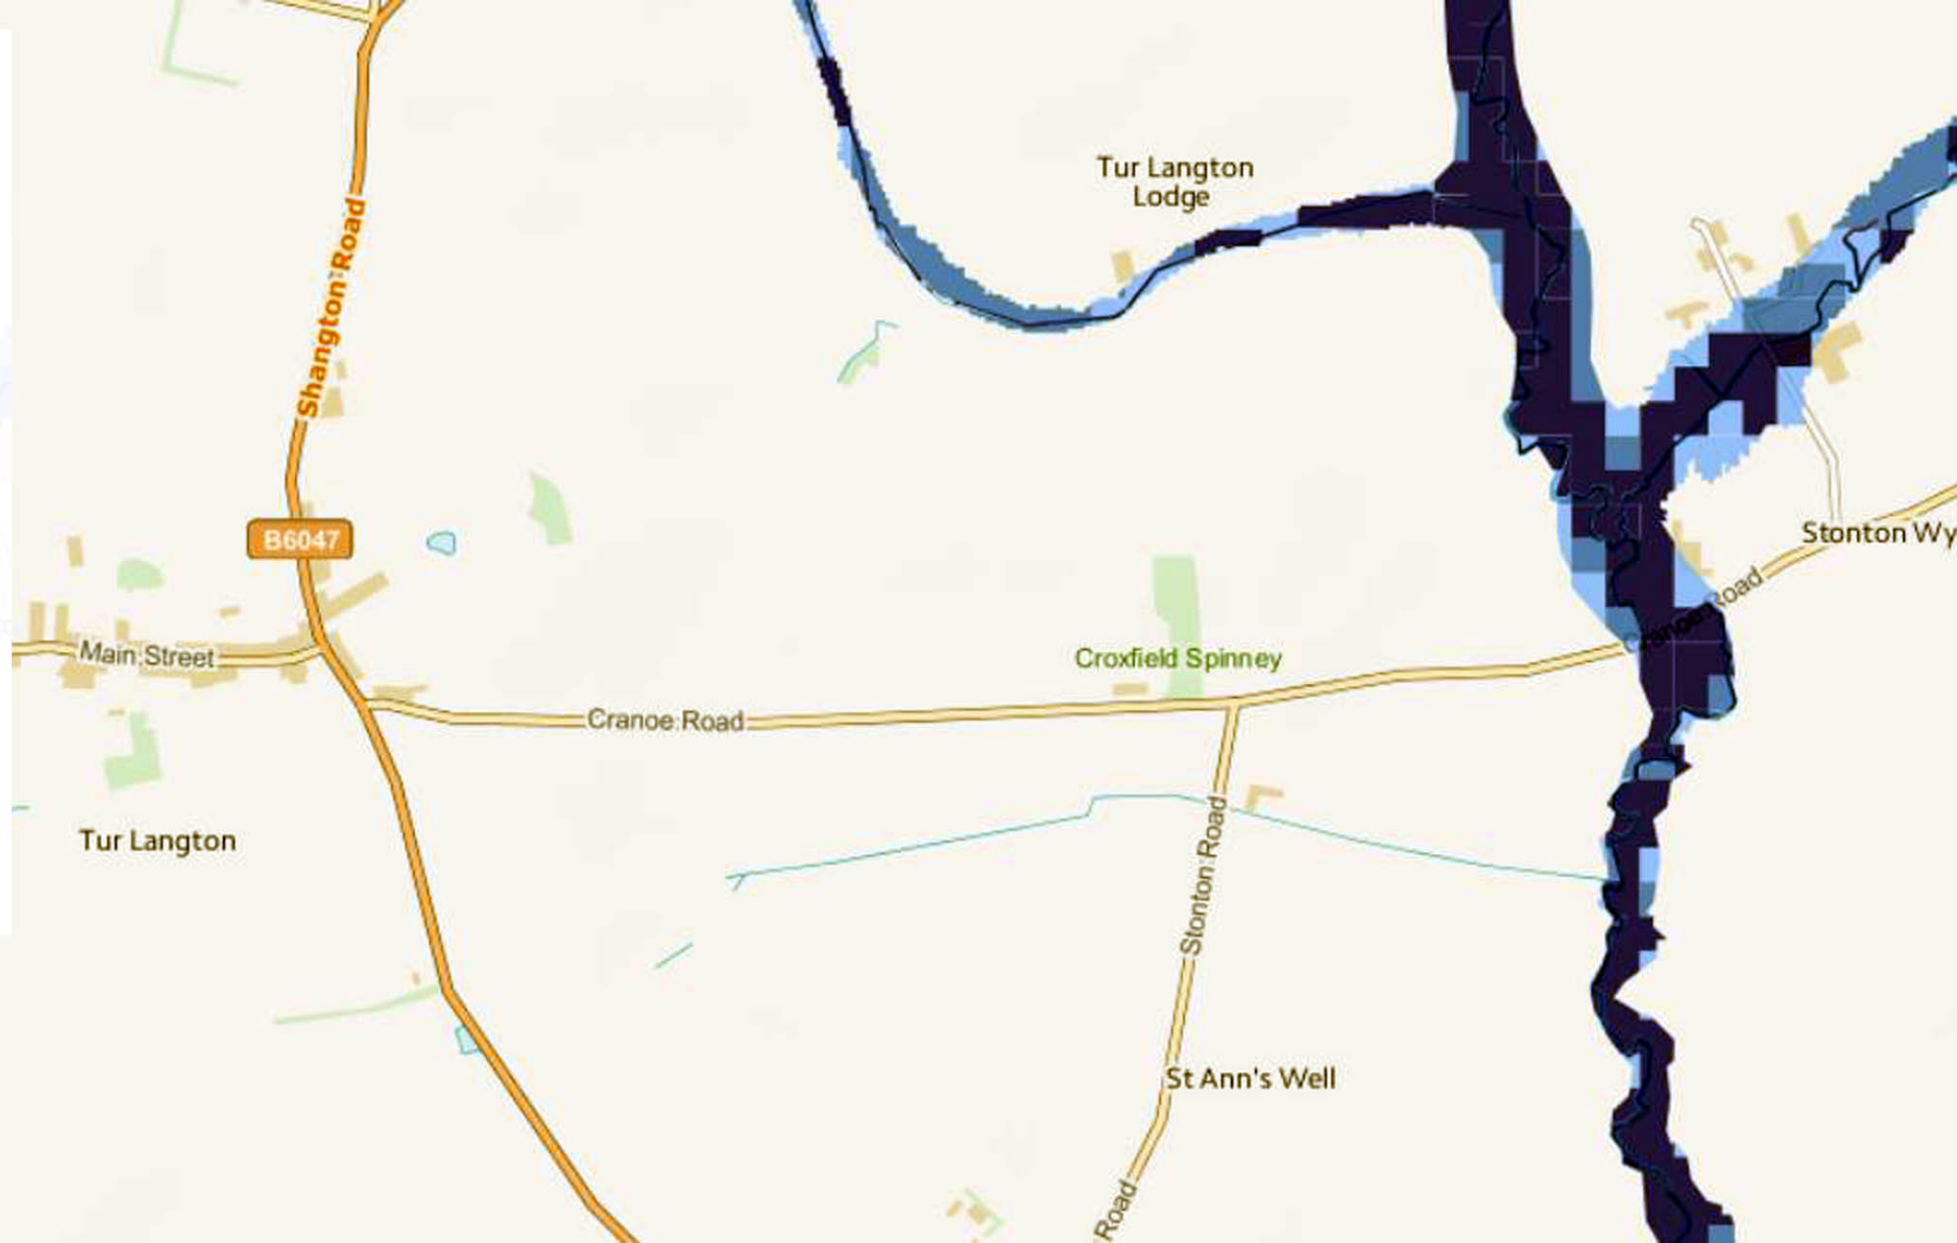 Tur Langton
Lodge
Shangton Road
B6047
Stonton Wy
Cranoe Road
Main Street
Croxfield Spinney
Cranoe Road
Tur Langton
Stonton Road
St Ann's Well
Road